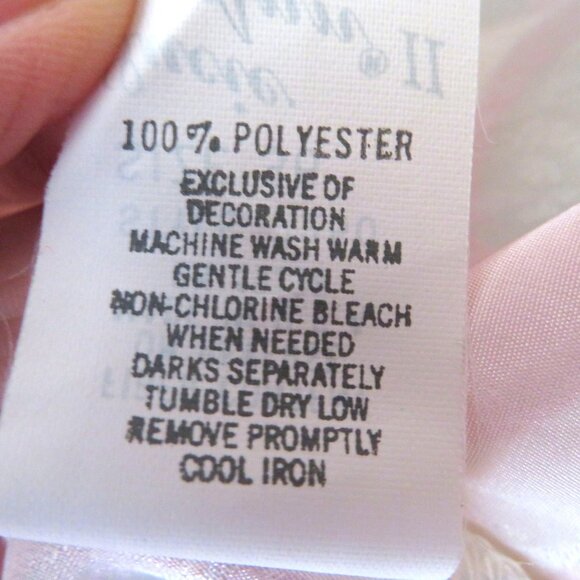 100% POLYESTER
EXCLUSIVE OF
DECORATION
MACHINE WASH WARM
GENTLE CYCLE
NON-CHLORINE BLEACH
WHEN NEEDED
DARKS SEPARATELY
TUMBLE DRY LOW
REMOVE PROMPTLY
COOL IRON